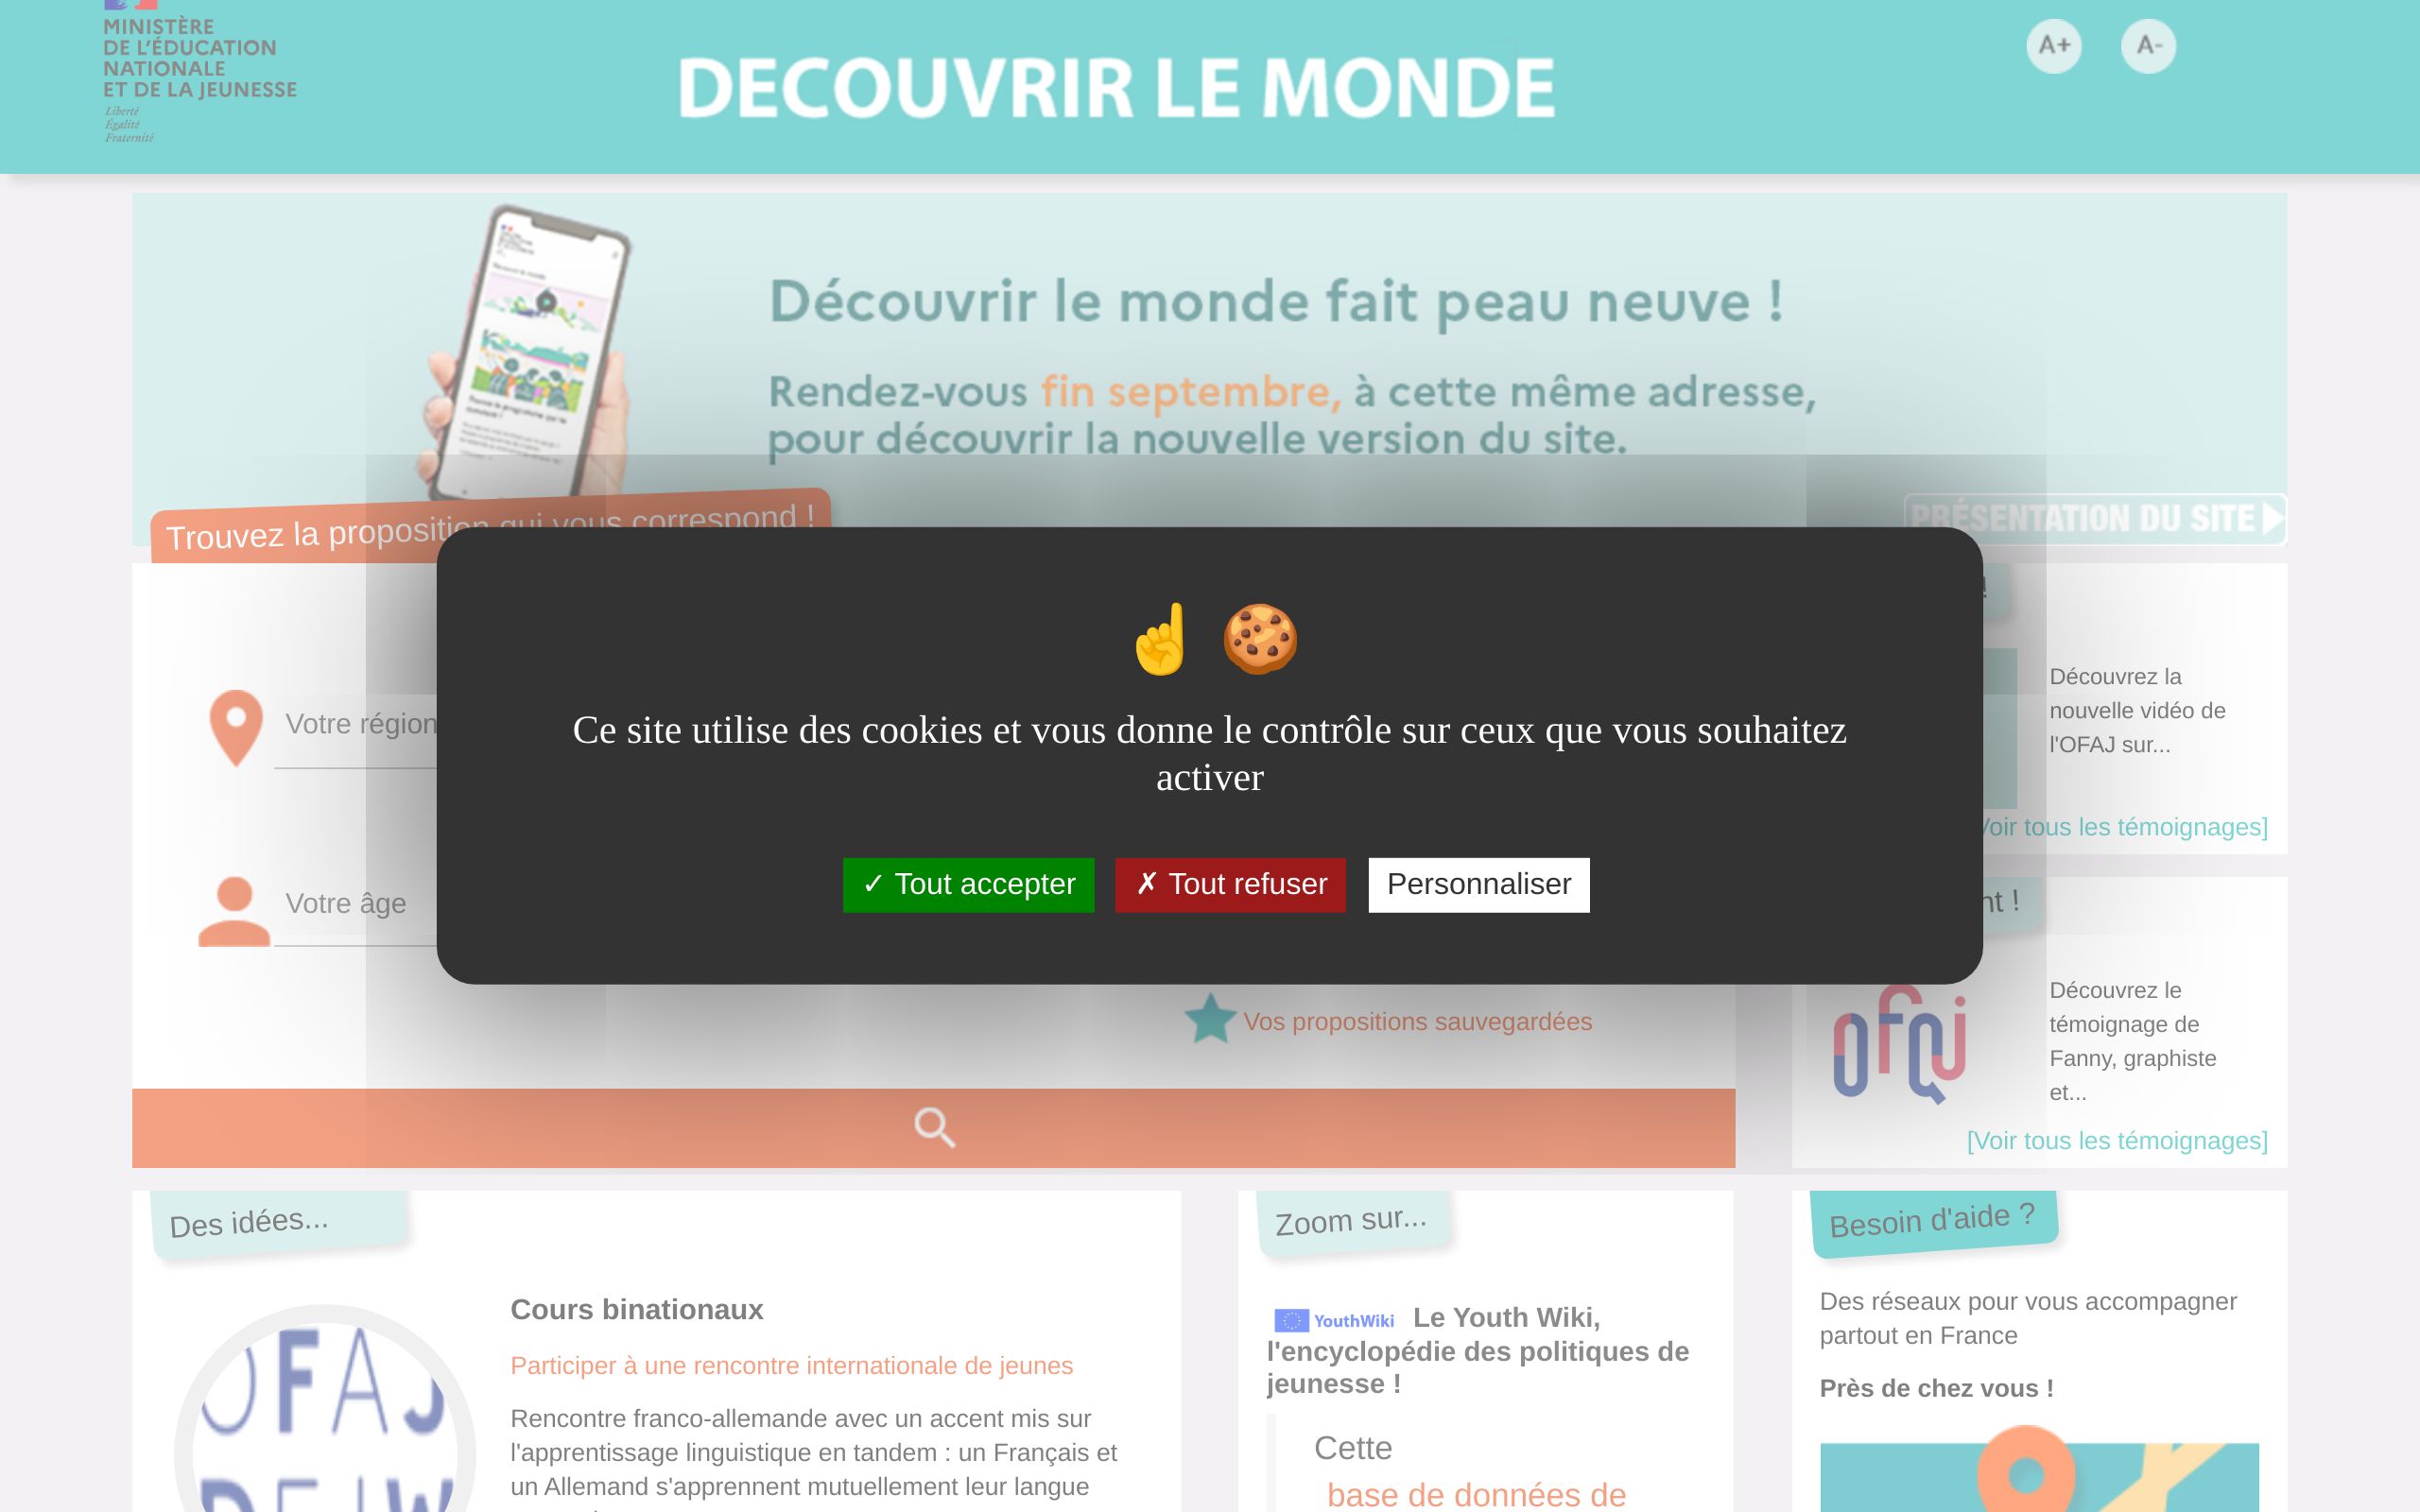 MINISTÈRE
DE L'ÉDUCATION
NATIONALE
ET DE LA JEUNESSE
Liberté
Égalité
Fraternité
DECOUVRIR LE MONDE
A+
A-
Découvrir le monde fait peau neuve !
Rendez-vous fin septembre, à cette même adresse,
pour découvrir la nouvelle version du site.
Trouvez la proposition qui vous correspond !
PRÉSENTATION DU SITE
☝️ 🍪
Ce site utilise des cookies et vous donne le contrôle sur ceux que vous souhaitez
activer
✓ Tout accepter
✗ Tout refuser
Personnaliser
Votre région
Votre âge
Vos propositions sauvegardées
!
Découvrez la
nouvelle vidéo de
l'OFAJ sur...
Voir tous les témoignages]
nt !
ofaj
Découvrez le
témoignage de
Fanny, graphiste
et...
[Voir tous les témoignages]
Des idées...
OFAJ
DFJW
Cours binationaux
Participer à une rencontre internationale de jeunes
Rencontre franco-allemande avec un accent mis sur
l'apprentissage linguistique en tandem : un Français et
un Allemand s'apprennent mutuellement leur langue
Zoom sur...
YouthWiki Le Youth Wiki,
l'encyclopédie des politiques de
jeunesse !
Cette
base de données de
Besoin d'aide ?
Des réseaux pour vous accompagner
partout en France
Près de chez vous !